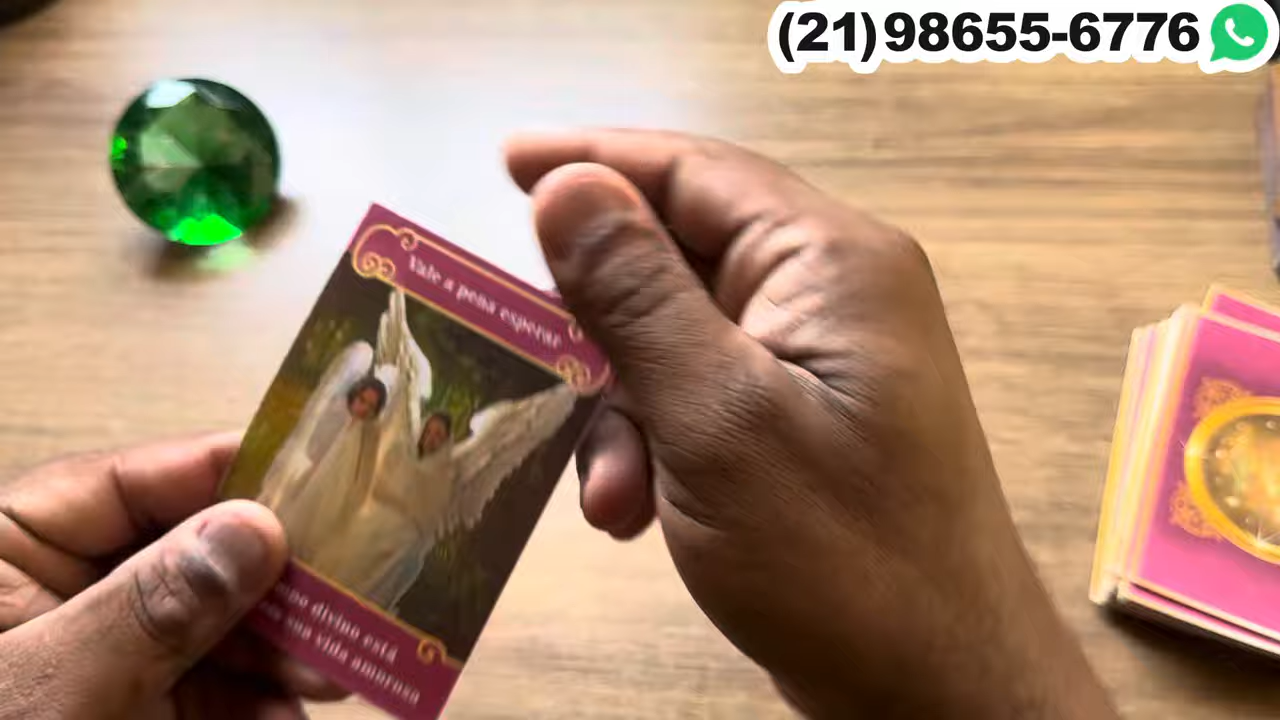 (21)98655-6776
Vale a pena esperar
divino está
sua vida amorosa